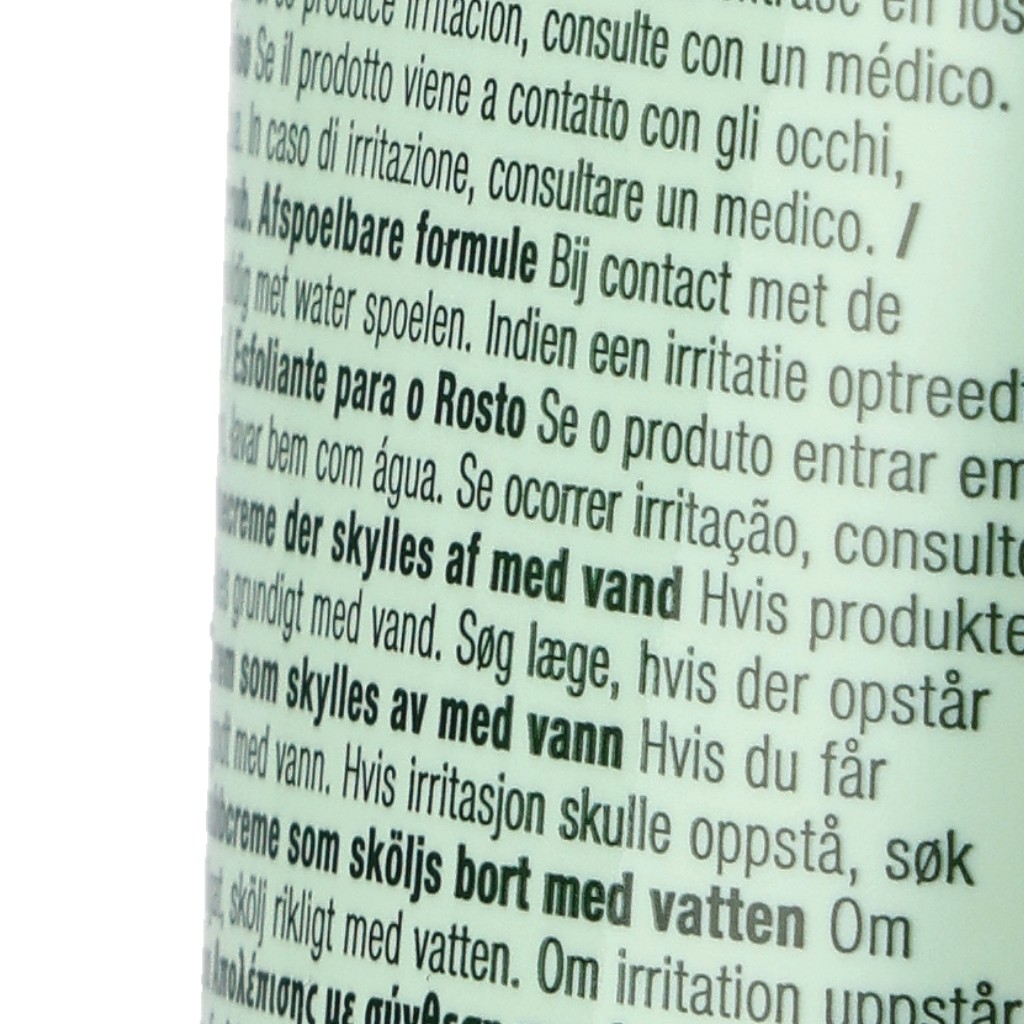 produce irritación, consulte con un médico.
Se il prodotto viene a contatto con gli occhi,
In caso di irritazione, consultare un medico. /
Afspoelbare formule Bij contact met de
met water spoelen. Indien een irritatie optreedt
Esfoliante para o Rosto Se o produto entrar em
lavar bem com água. Se ocorrer irritação, consulte
der skylles af med vand Hvis produkte
grundigt med vand. Søg læge, hvis der opstår
som skylles av med vann Hvis du får
med vann. Hvis irritasjon skulle oppstå, søk
creme som sköljs bort med vatten Om
skölj rikligt med vatten. Om irritation uppstår
με